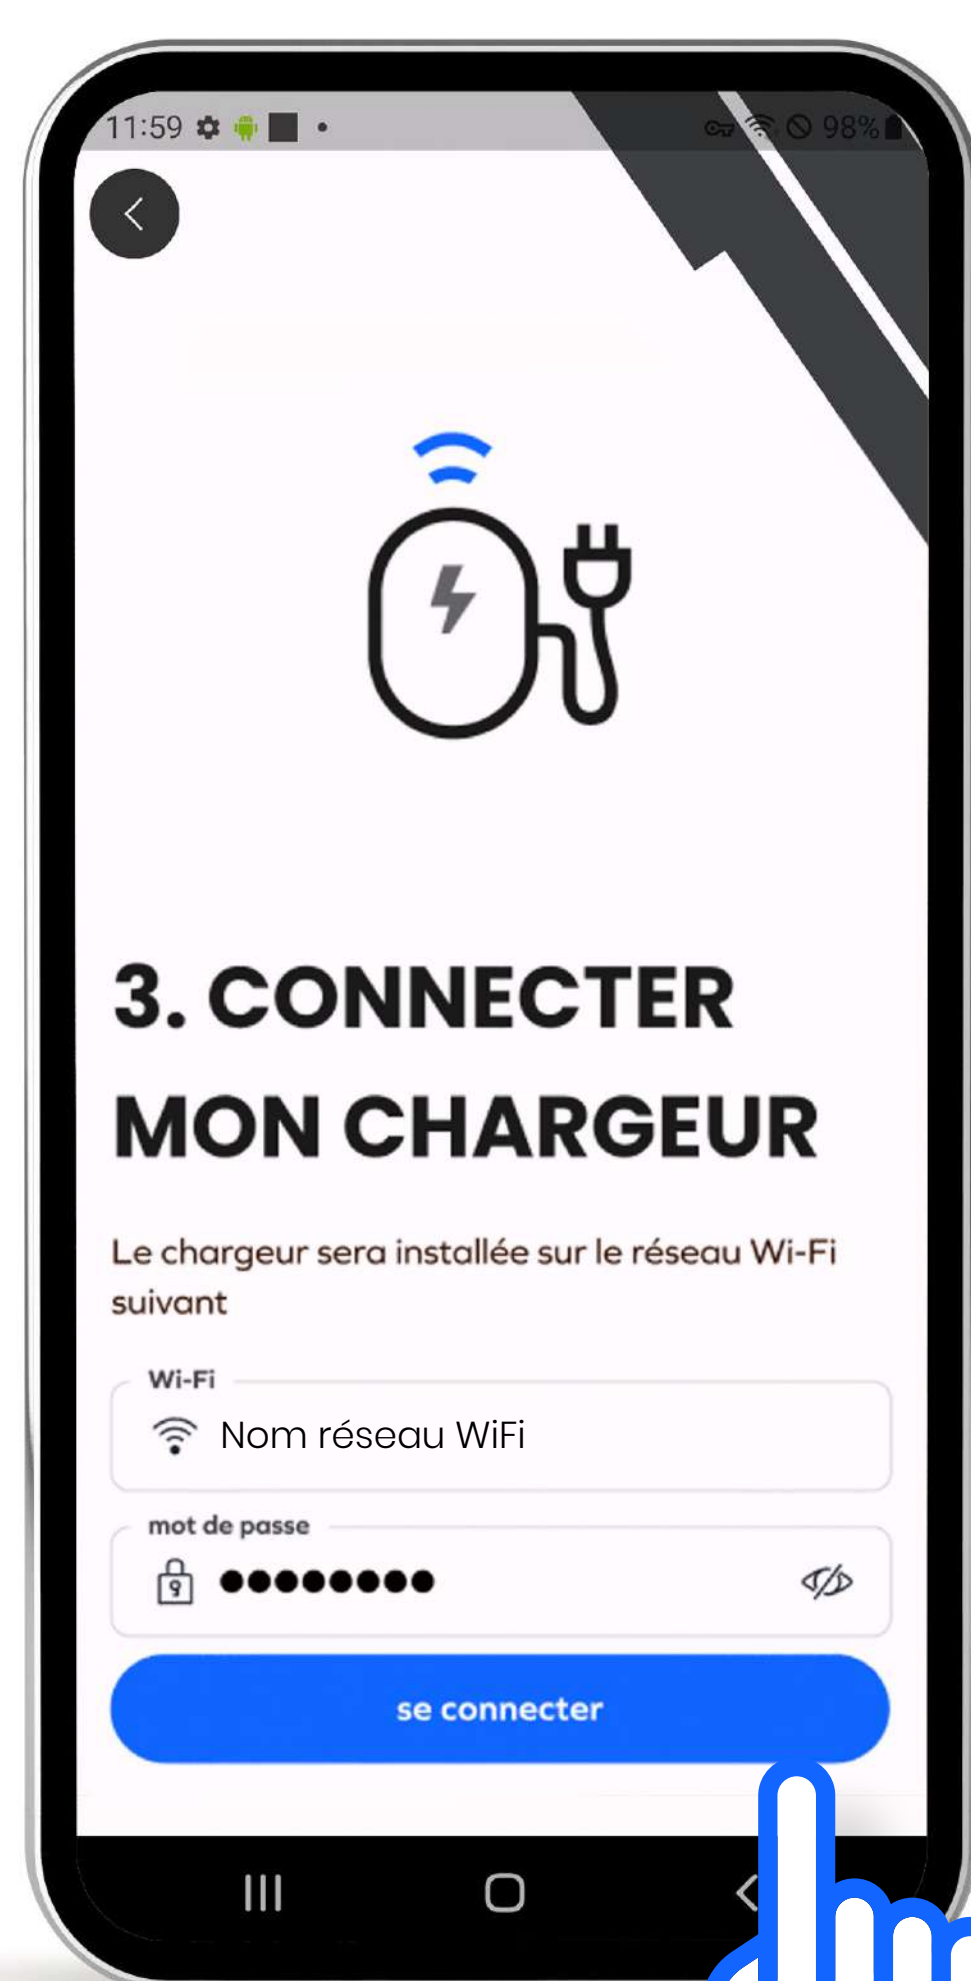 11:59 98%
3. CONNECTER
MON CHARGEUR
Le chargeur sera installée sur le réseau Wi-Fi
suivant
Wi-Fi
Nom réseau WiFi
mot de passe
●●●●●●●●
se connecter